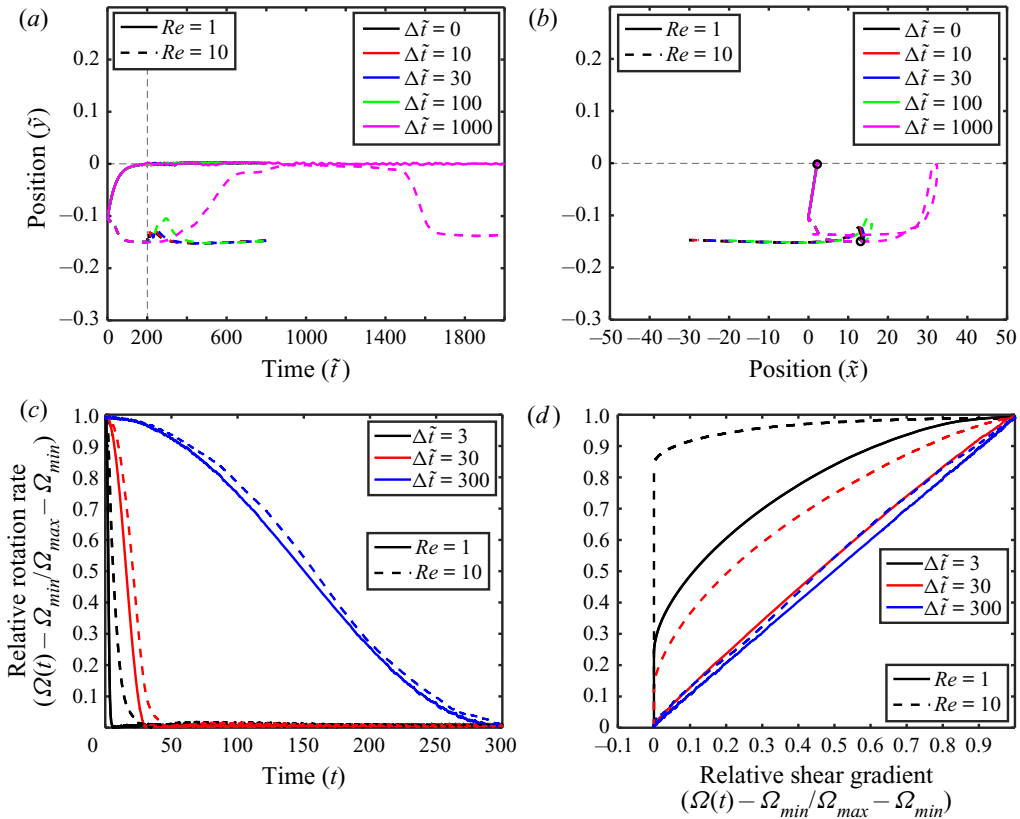 (a)
Re = 1
Re = 10
Δt̃ = 0
Δt̃ = 10
Δt̃ = 30
Δt̃ = 100
Δt̃ = 1000
0.2
0.1
0
−0.1
−0.2
−0.3
Position (ỹ)
0 200 600 1000 1400 1800
Time (t̃)
(b)
Re = 1
Re = 10
Δt̃ = 0
Δt̃ = 10
Δt̃ = 30
Δt̃ = 100
Δt̃ = 1000
0.2
0.1
0
−0.1
−0.2
−0.3
−50 −40 −30 −20 −10 0 10 20 30 40 50
Position (x̃)
(c)
Δt̃ = 3
Δt̃ = 30
Δt̃ = 300
Re = 1
Re = 10
1.0
0.9
0.8
0.7
0.6
0.5
0.4
0.3
0.2
0.1
Relative rotation rate
(Ω(t) − Ω_min/Ω_max − Ω_min)
0 50 100 150 200 250 300
Time (t)
(d)
Δt̃ = 3
Δt̃ = 30
Δt̃ = 300
Re = 1
Re = 10
1.0
0.9
0.8
0.7
0.6
0.5
0.4
0.3
0.2
0.1
0
−0.1 0 0.1 0.2 0.3 0.4 0.5 0.6 0.7 0.8 0.9
Relative shear gradient
(Ω(t) − Ω_min/Ω_max − Ω_min)